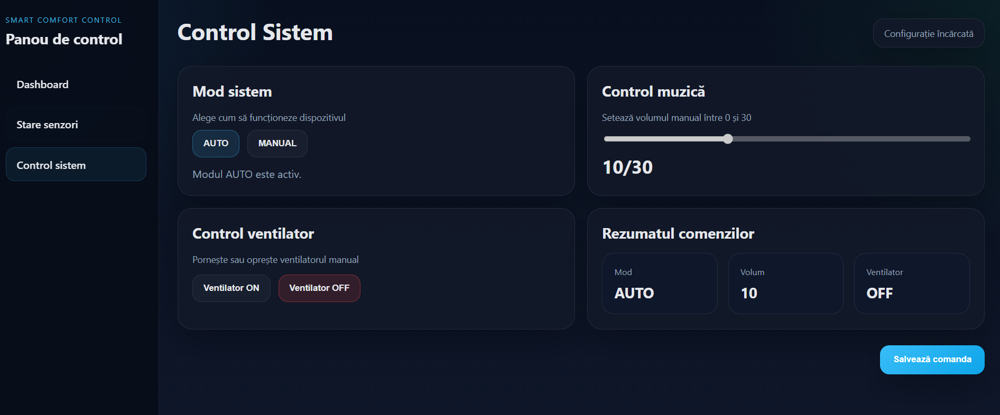 SMART COMFORT CONTROL
Panou de control
Dashboard
Stare senzori
Control sistem
Control Sistem
Configurație încărcată
Mod sistem
Alege cum să funcționeze dispozitivul
AUTO
MANUAL
Modul AUTO este activ.
Control muzică
Setează volumul manual între 0 și 30
10/30
Control ventilator
Pornește sau oprește ventilatorul manual
Ventilator ON
Ventilator OFF
Rezumatul comenzilor
Mod
AUTO
Volum
10
Ventilator
OFF
Salvează comanda